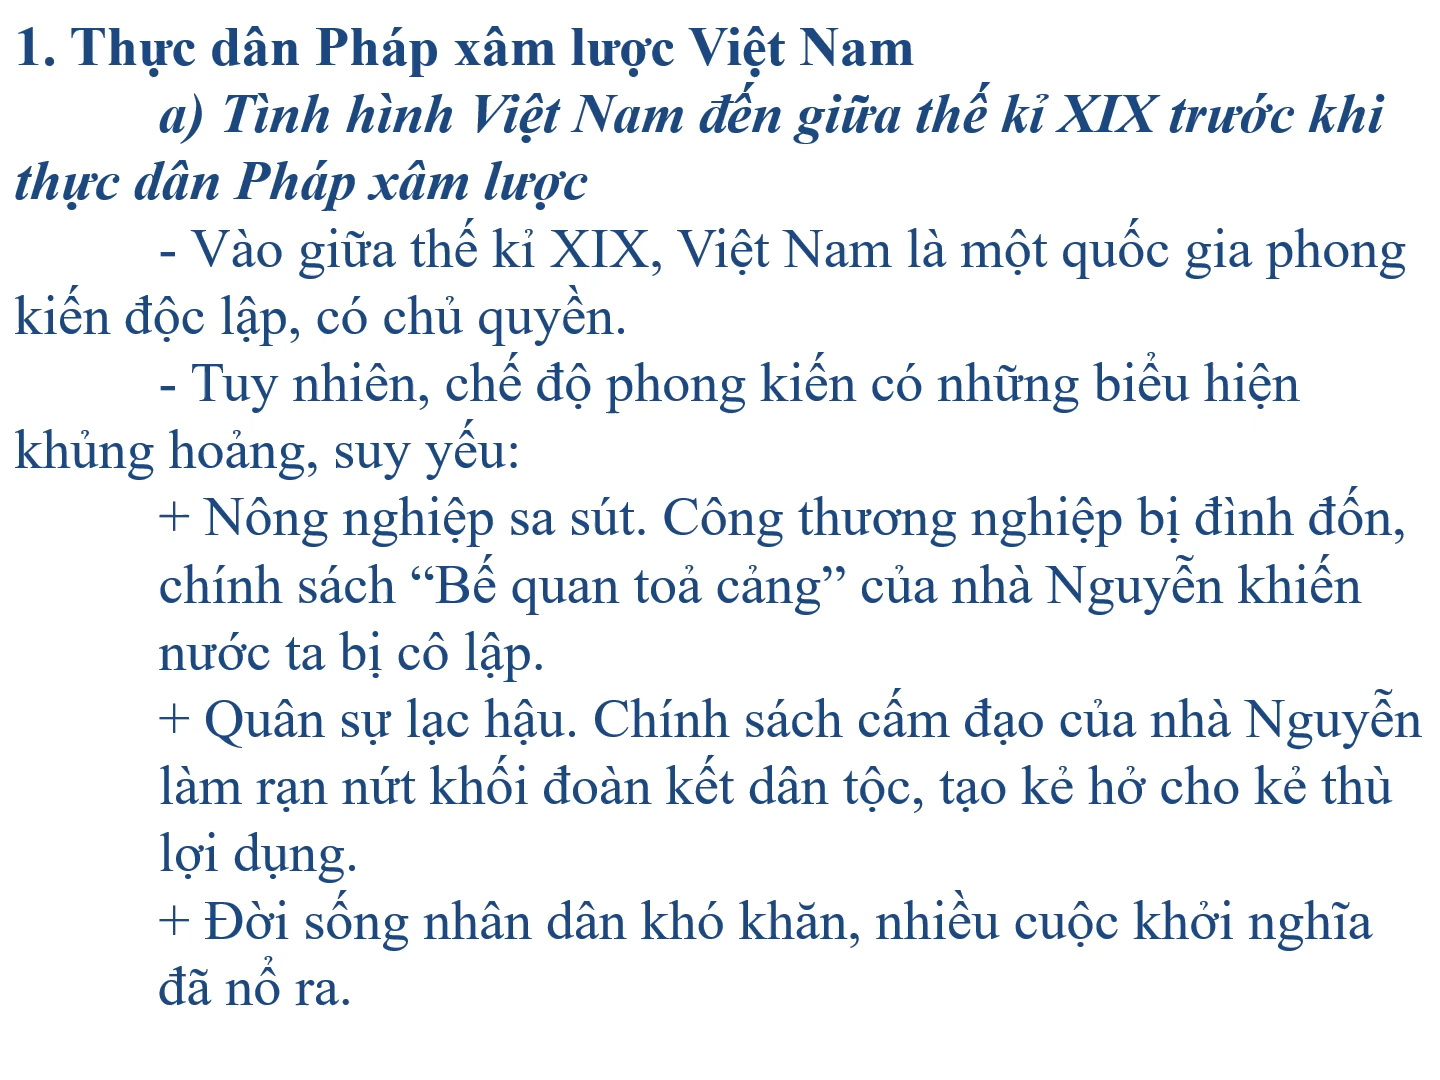 1. Thực dân Pháp xâm lược Việt Nam
a) Tình hình Việt Nam đến giữa thế kỉ XIX trước khi
thực dân Pháp xâm lược
- Vào giữa thế kỉ XIX, Việt Nam là một quốc gia phong
kiến độc lập, có chủ quyền.
- Tuy nhiên, chế độ phong kiến có những biểu hiện
khủng hoảng, suy yếu:
+ Nông nghiệp sa sút. Công thương nghiệp bị đình đốn,
chính sách “Bế quan toả cảng” của nhà Nguyễn khiến
nước ta bị cô lập.
+ Quân sự lạc hậu. Chính sách cấm đạo của nhà Nguyễn
làm rạn nứt khối đoàn kết dân tộc, tạo kẻ hở cho kẻ thù
lợi dụng.
+ Đời sống nhân dân khó khăn, nhiều cuộc khởi nghĩa
đã nổ ra.